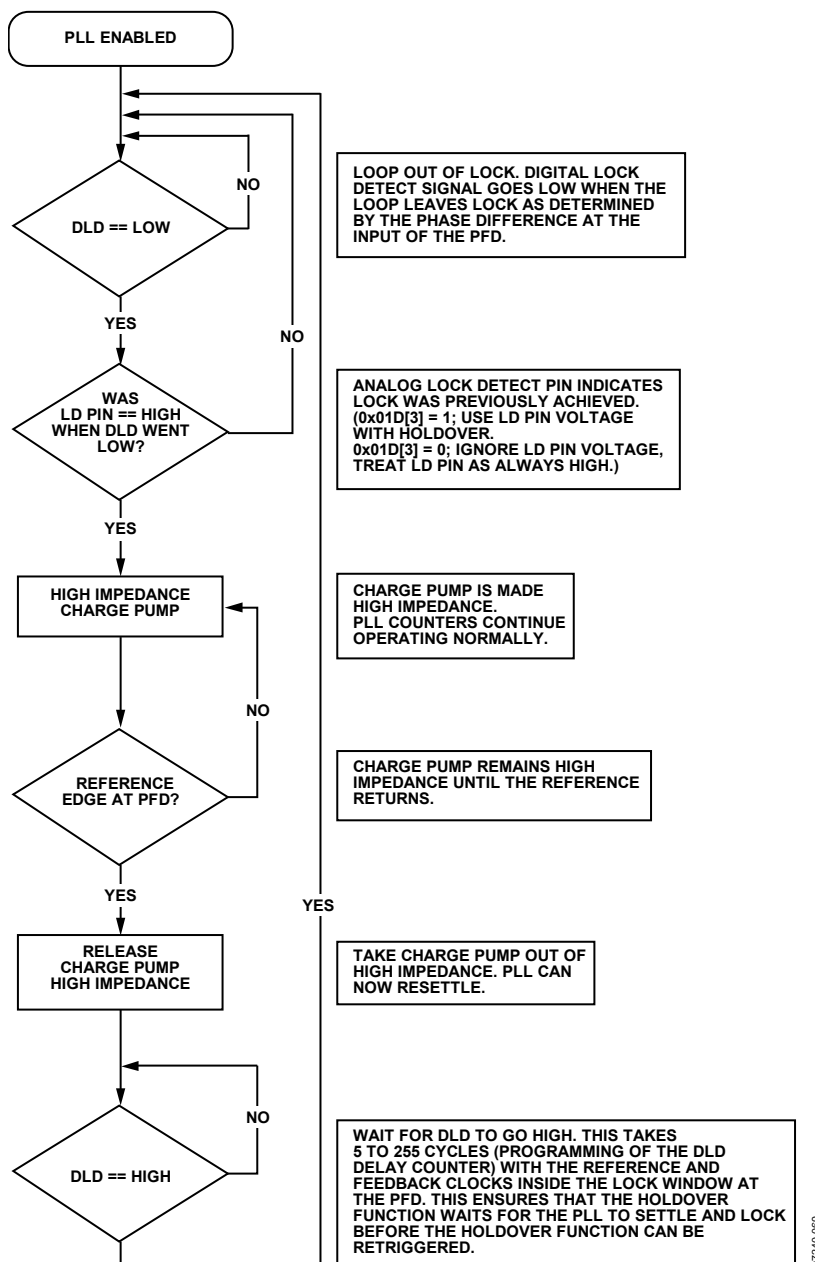 PLL ENABLED
NO
DLD == LOW
LOOP OUT OF LOCK. DIGITAL LOCK
DETECT SIGNAL GOES LOW WHEN THE
LOOP LEAVES LOCK AS DETERMINED
BY THE PHASE DIFFERENCE AT THE
INPUT OF THE PFD.
YES
NO
WAS
LD PIN == HIGH
WHEN DLD WENT
LOW?
ANALOG LOCK DETECT PIN INDICATES
LOCK WAS PREVIOUSLY ACHIEVED.
(0x01D[3] = 1; USE LD PIN VOLTAGE
WITH HOLDOVER.
0x01D[3] = 0; IGNORE LD PIN VOLTAGE,
TREAT LD PIN AS ALWAYS HIGH.)
YES
HIGH IMPEDANCE
CHARGE PUMP
CHARGE PUMP IS MADE
HIGH IMPEDANCE.
PLL COUNTERS CONTINUE
OPERATING NORMALLY.
NO
REFERENCE
EDGE AT PFD?
CHARGE PUMP REMAINS HIGH
IMPEDANCE UNTIL THE REFERENCE
RETURNS.
YES
YES
RELEASE
CHARGE PUMP
HIGH IMPEDANCE
TAKE CHARGE PUMP OUT OF
HIGH IMPEDANCE. PLL CAN
NOW RESETTLE.
NO
DLD == HIGH
WAIT FOR DLD TO GO HIGH. THIS TAKES
5 TO 255 CYCLES (PROGRAMMING OF THE DLD
DELAY COUNTER) WITH THE REFERENCE AND
FEEDBACK CLOCKS INSIDE THE LOCK WINDOW AT
THE PFD. THIS ENSURES THAT THE HOLDOVER
FUNCTION WAITS FOR THE PLL TO SETTLE AND LOCK
BEFORE THE HOLDOVER FUNCTION CAN BE
RETRIGGERED.